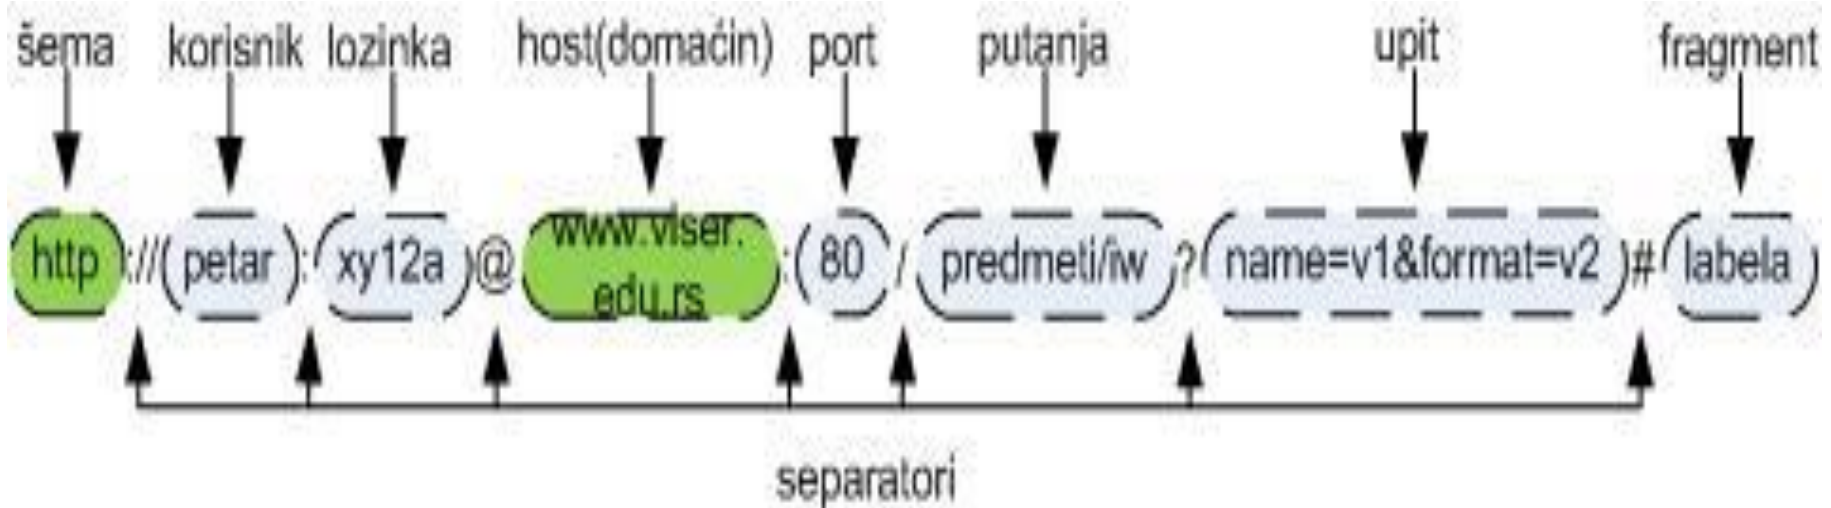 šema korisnik lozinka host(domaćin) port putanja upit fragment
http :// petar : xy12a @ www.viser. : 80 / predmeti/iw ? name=v1&format=v2 # labela
edu.rs
separatori